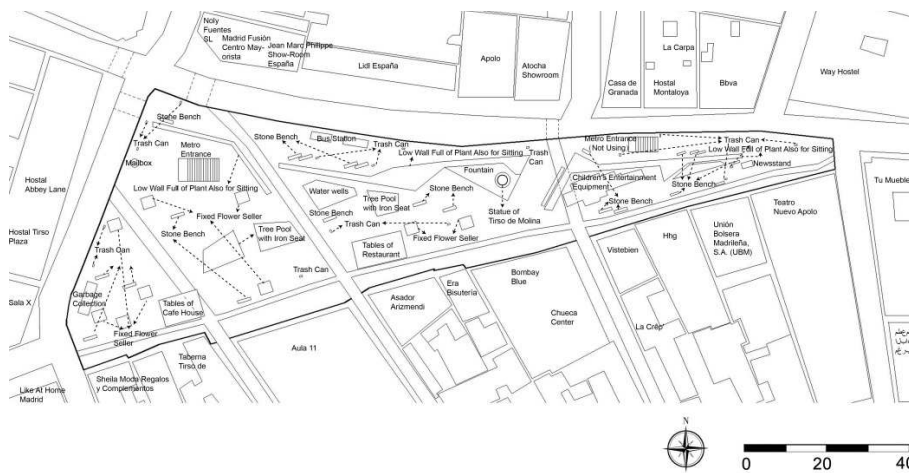 Noly
Fuentes
SL
Madrid Fusión
Centro May-
orista
Jean Marc Philippe
Show-Room
España
Lidl España
Apolo
Atocha
Showroom
Casa de
Granada
La Carpa
Hostal
Montaloya
Bbva
Way Hostel
Stone Bench
Trash Can
Mailbox
Metro
Entrance
Stone Bench
Bus/Station
Trash Can
Low Wall Full of Plant Also for Sitting
Trash
Can
Fountain
Metro Entrance
Not Using
Trash Can
Low Wall Full of Plant Also for Sitting
Newsstand
Children's Entertainment
Equipment
Stone Bench
Stone Bench
Hostal
Abbey Lane
Low Wall Full of Plant Also for Sitting
Water wells
Tree Pool
with Iron Seat
Stone Bench
Statue of
Tirso de Molina
Tu Mueble
Teatro
Nuevo Apolo
Hostal Tirso
Plaza
Fixed Flower Seller
Stone Bench
Tree Pool
with Iron Seat
Stone Bench
Trash Can
Fixed Flower
Seller
Tables of
Restaurant
Vistebien
Hhg
Unión
Bolsera
Madrileña,
S.A. (UBM)
Trash Can
Trash Can
Sala X
Garbage
Collection
Tables of
Cafe House
Fixed Flower
Seller
Asador
Arizmendi
Era
Bisuteria
Bombay
Blue
Chueca
Center
La Crêp'
Aula 11
Taberna
Tirso de
Sheila Moda Regalos
y Complementos
Like At Home
Madrid
N
0 20 40